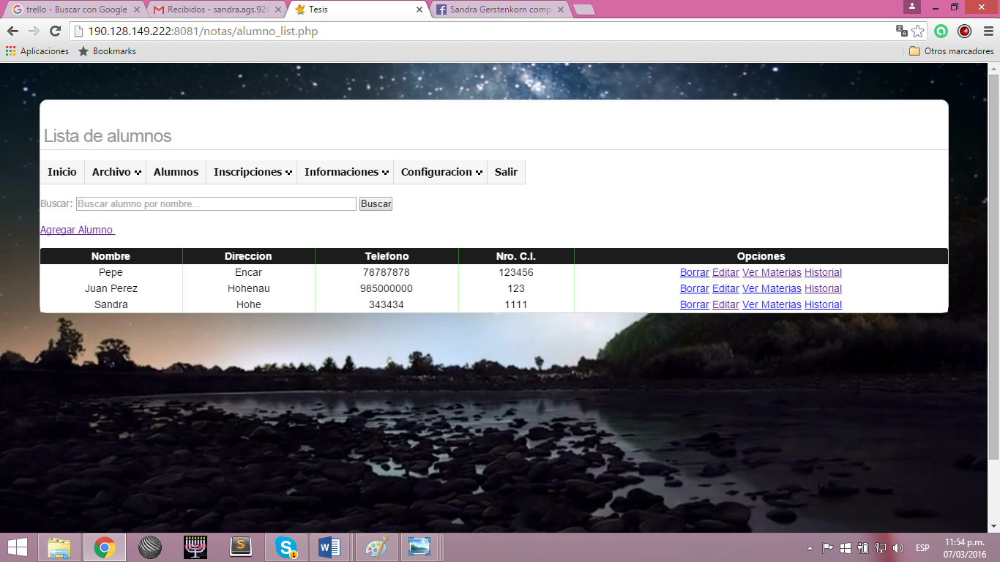 trello - Buscar con Google
Recibidos - sandra.ags.92@
Tesis
Sandra Gerstenkorn comp
190.128.149.222:8081/notas/alumno_list.php
Aplicaciones
Bookmarks
Otros marcadores
Lista de alumnos
Inicio Archivo Alumnos Inscripciones Informaciones Configuracion Salir
Buscar: Buscar alumno por nombre... Buscar
Agregar Alumno
Nombre Direccion Telefono Nro. C.I. Opciones
Pepe Encar 78787878 123456 Borrar Editar Ver Materias Historial
Juan Perez Hohenau 985000000 123 Borrar Editar Ver Materias Historial
Sandra Hohe 343434 1111 Borrar Editar Ver Materias Historial
ESP
11:54 p.m.
07/03/2016